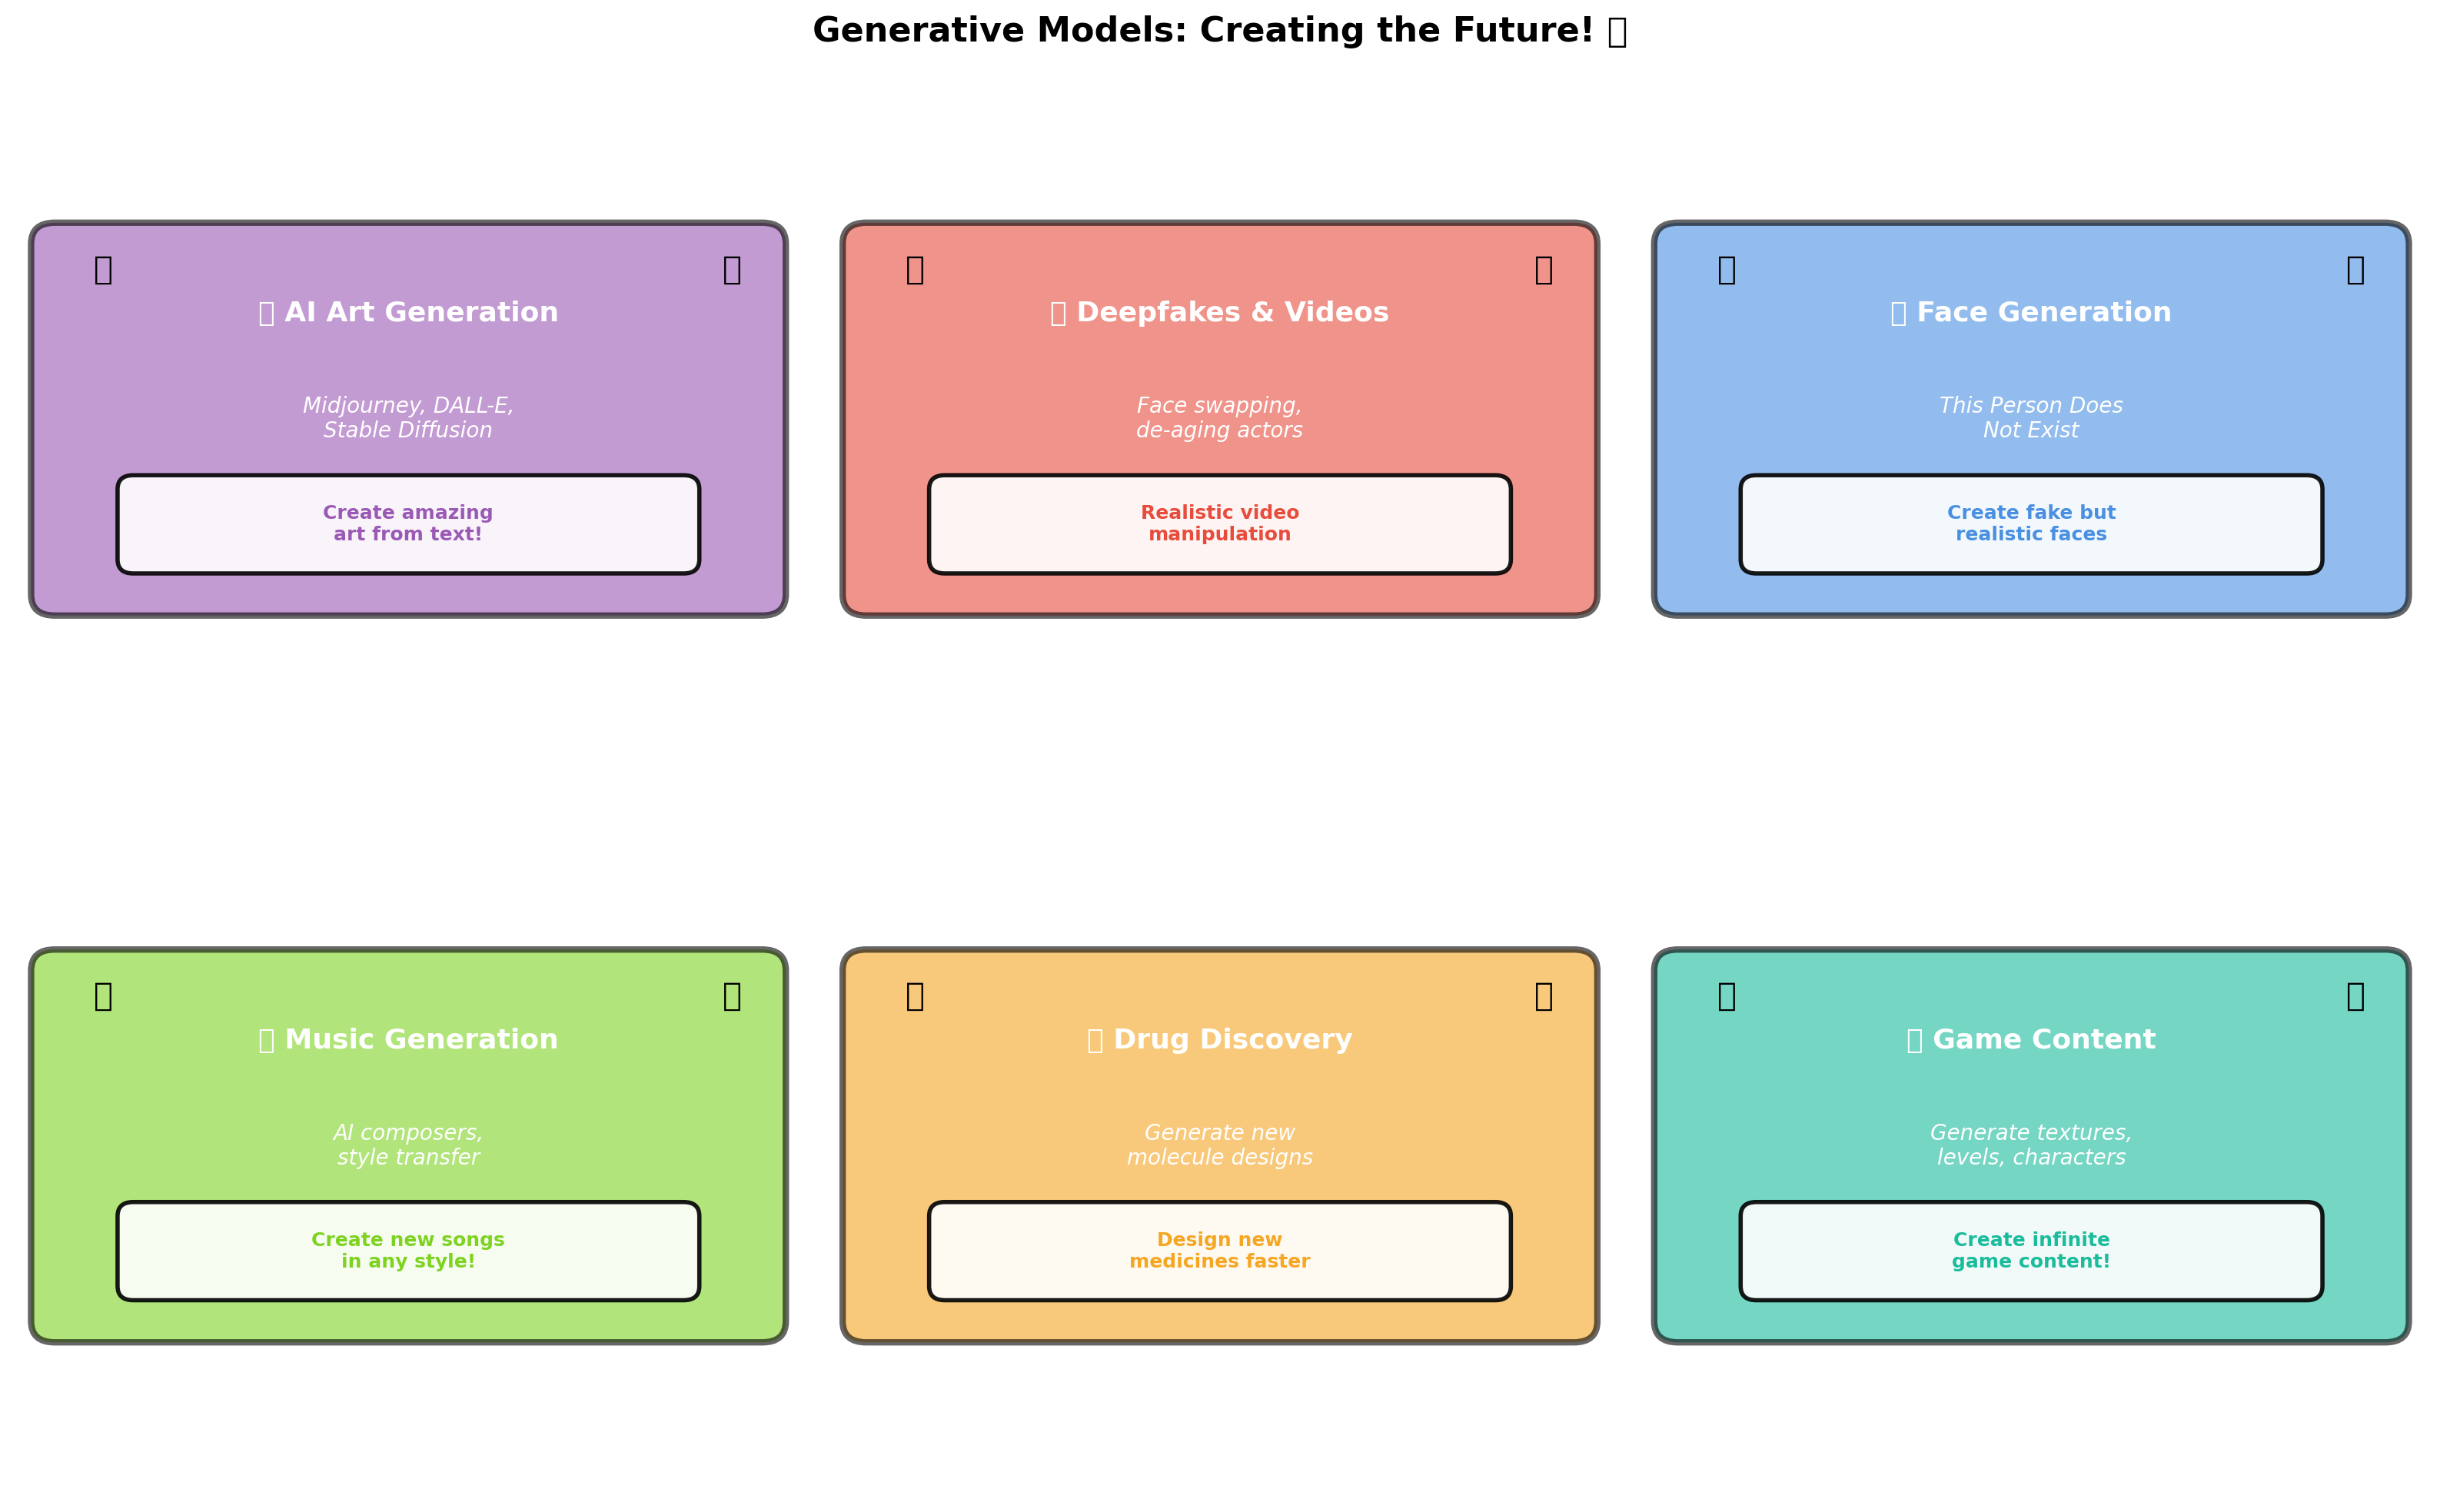 Generative Models: Creating the Future!
AI Art Generation
Midjourney, DALL-E,
Stable Diffusion
Create amazing
art from text!
Deepfakes & Videos
Face swapping,
de-aging actors
Realistic video
manipulation
Face Generation
This Person Does
Not Exist
Create fake but
realistic faces
Music Generation
AI composers,
style transfer
Create new songs
in any style!
Drug Discovery
Generate new
molecule designs
Design new
medicines faster
Game Content
Generate textures,
levels, characters
Create infinite
game content!